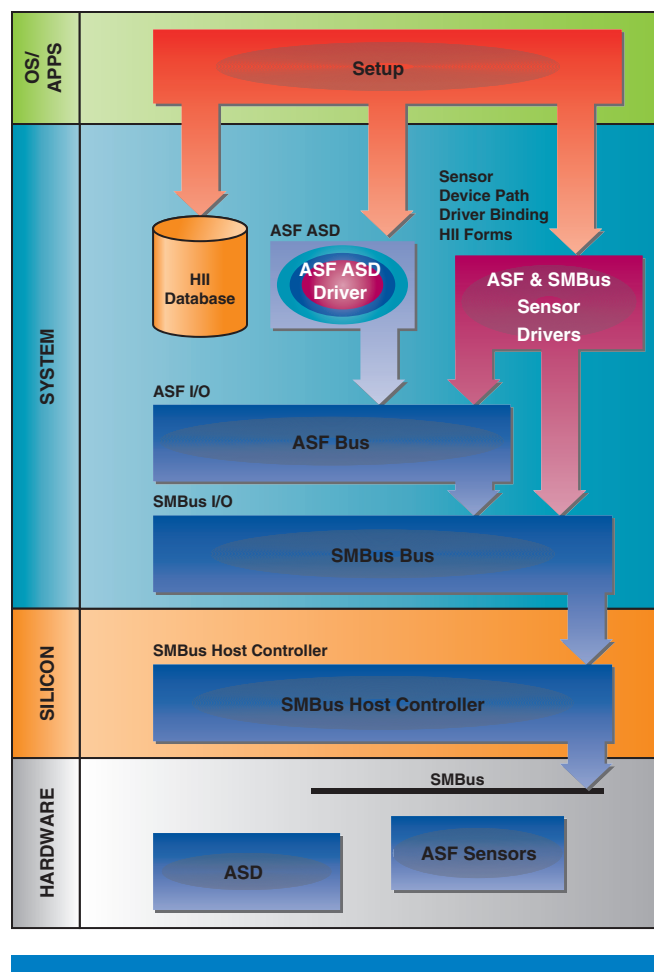 OS/
APPS
Setup
SYSTEM
Sensor
Device Path
Driver Binding
HII Forms
ASF ASD
HII
Database
ASF ASD
Driver
ASF & SMBus
Sensor
Drivers
ASF I/O
ASF Bus
SMBus I/O
SMBus Bus
SILICON
SMBus Host Controller
SMBus Host Controller
HARDWARE
SMBus
ASF Sensors
ASD